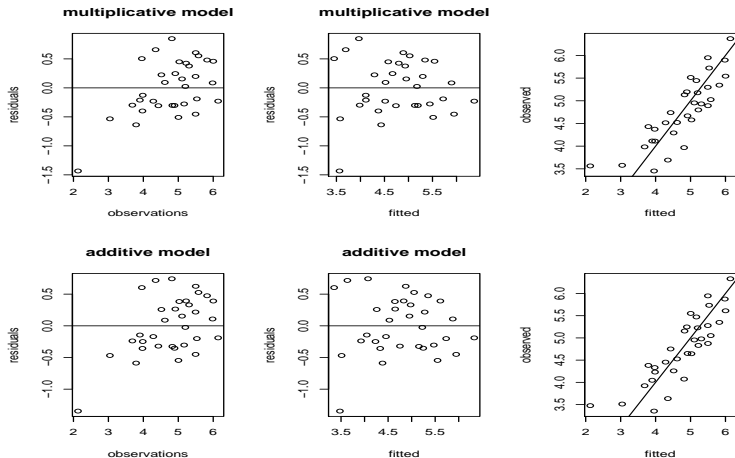 multiplicative model
residuals
0.5
0.0
-0.5
-1.0
-1.5
2 3 4 5 6
observations
multiplicative model
residuals
0.5
0.0
-0.5
-1.0
-1.5
3.5 4.5 5.5
fitted
observed
6.0
5.5
5.0
4.5
4.0
3.5
2 3 4 5 6
fitted
additive model
residuals
0.5
0.0
-0.5
-1.0
2 3 4 5 6
observations
additive model
residuals
0.5
0.0
-0.5
-1.0
3.5 4.5 5.5
fitted
observed
6.0
5.5
5.0
4.5
4.0
3.5
2 3 4 5 6
fitted